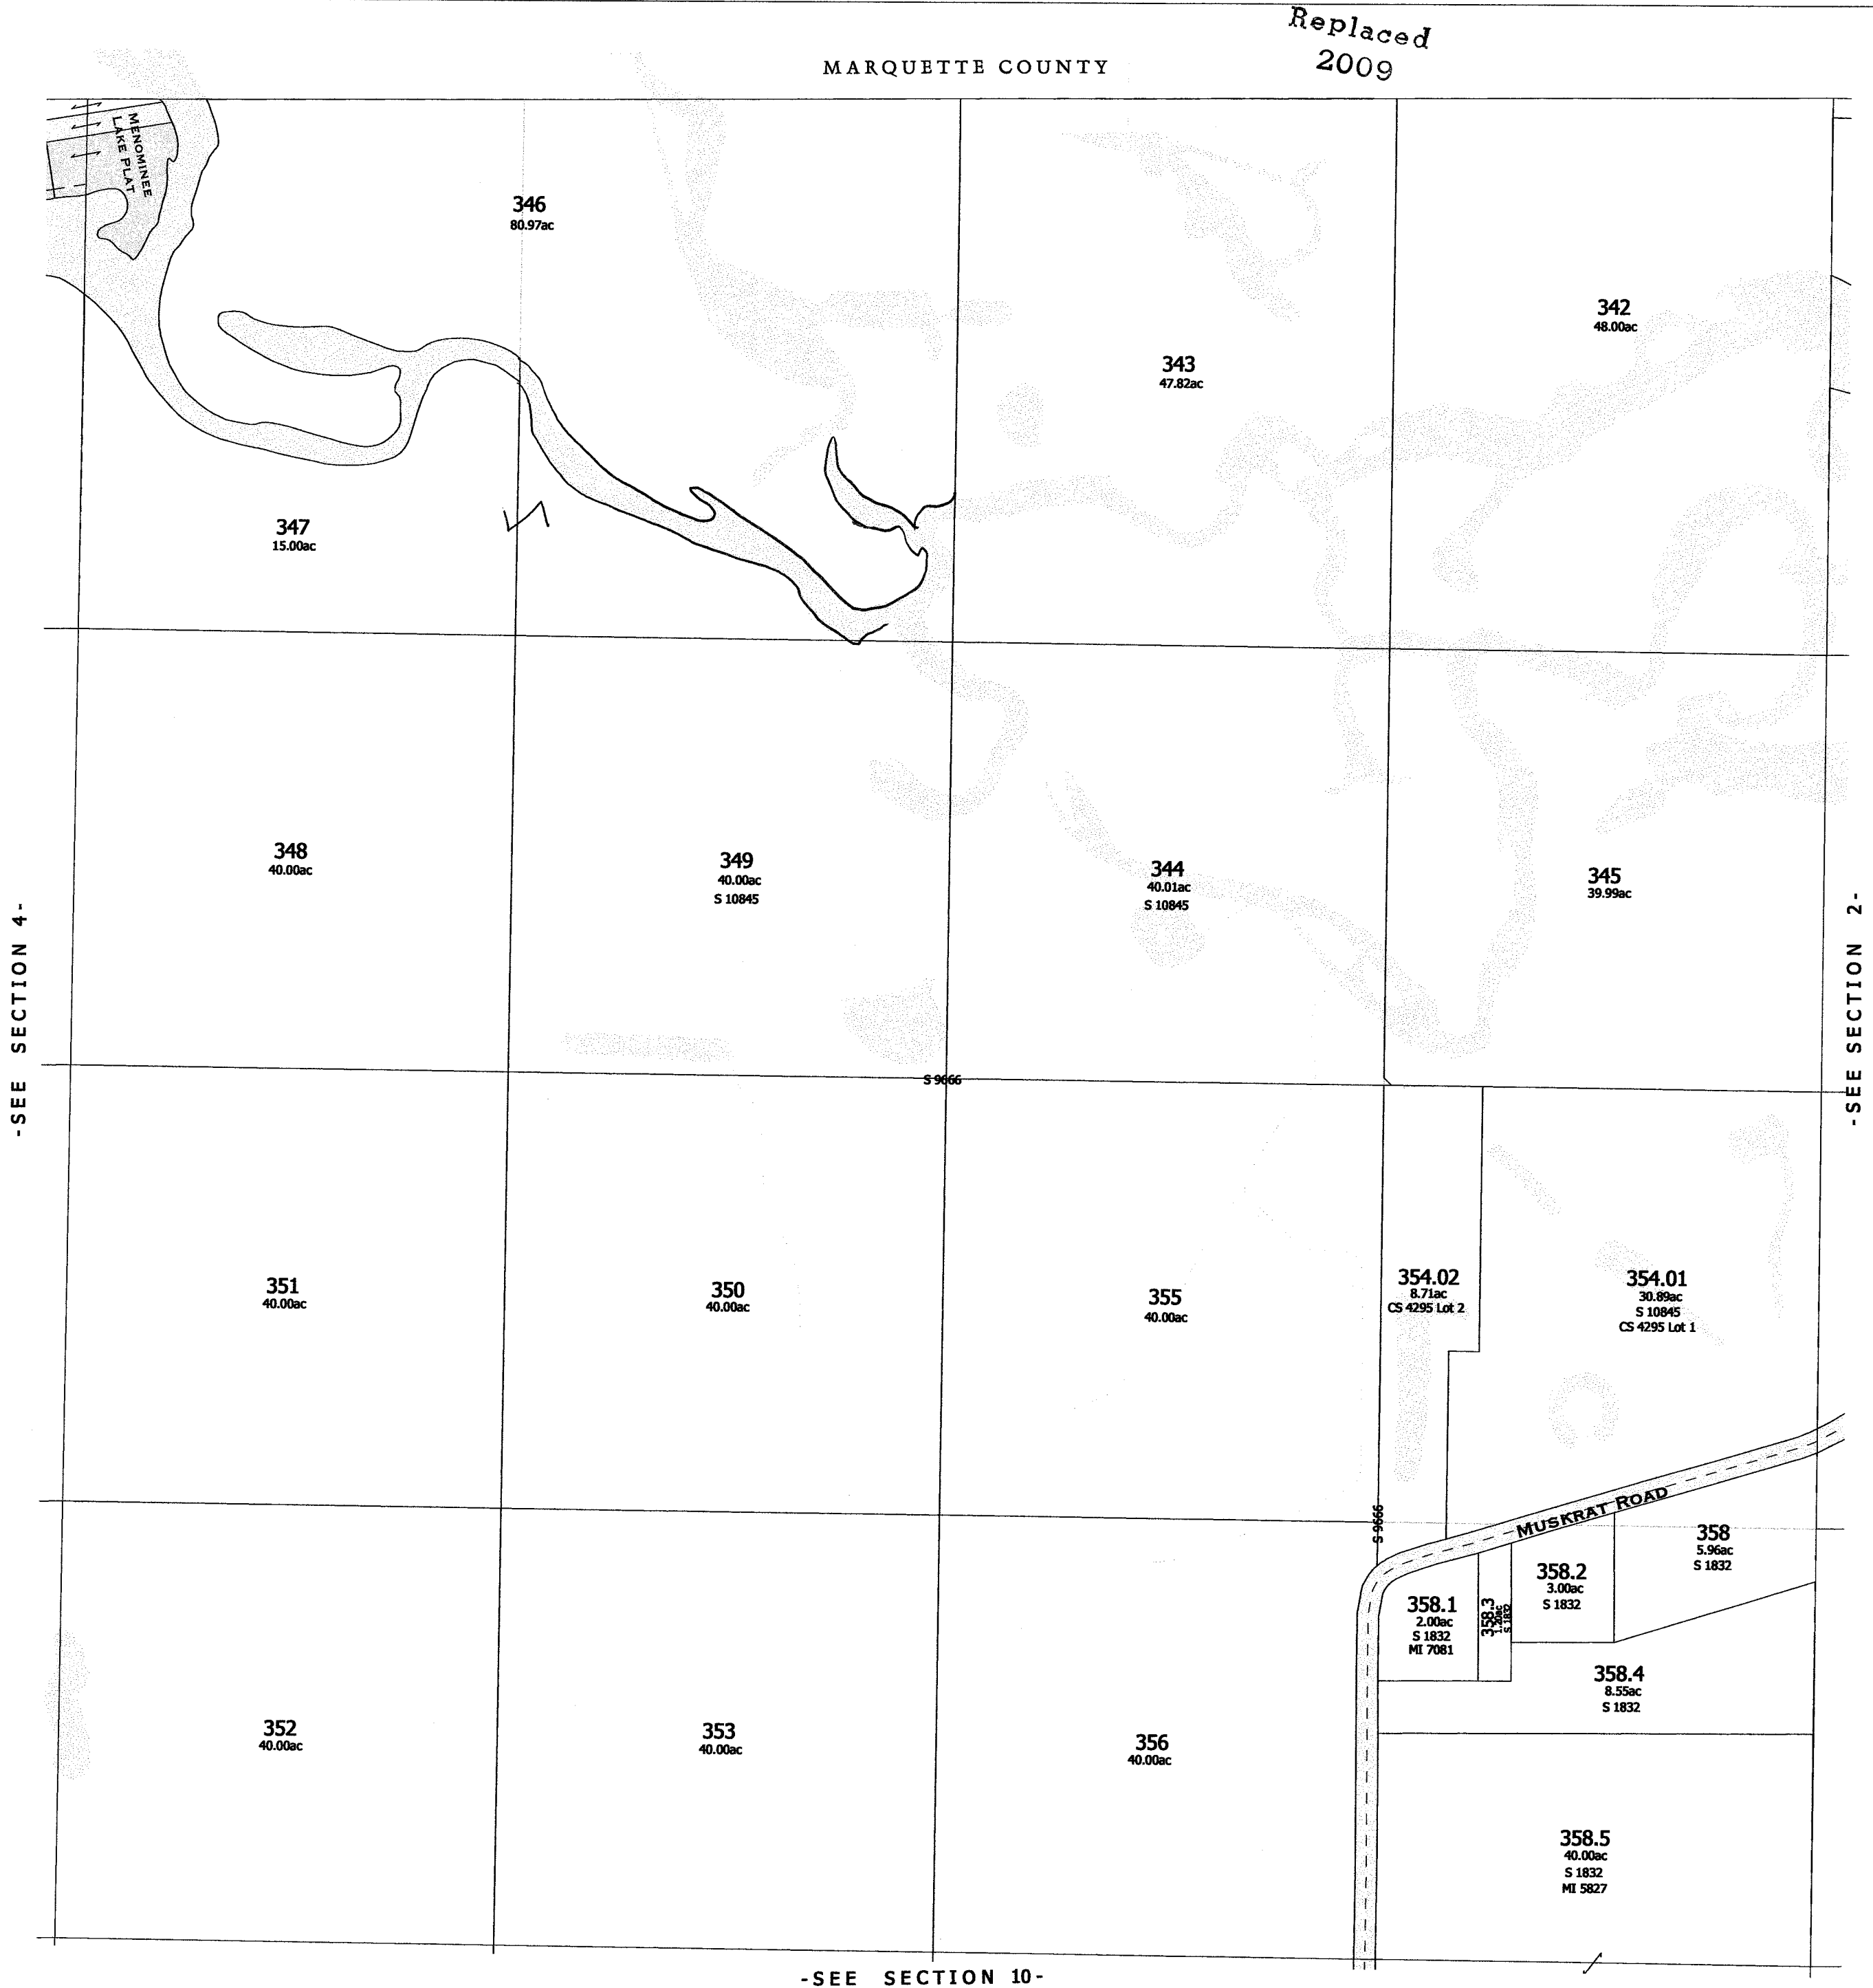 Replaced
2009
MARQUETTE COUNTY
MENOMINEE
LAKE PLAT
346
80.97ac
342
48.00ac
343
47.82ac
347
15.00ac
348
40.00ac
349
40.00ac
S 10845
344
40.01ac
S 10845
345
39.99ac
-SEE SECTION 4-
-SEE SECTION 2-
S 9666
351
40.00ac
350
40.00ac
355
40.00ac
354.02
8.71ac
CS 4295 Lot 2
354.01
30.89ac
S 10845
CS 4295 Lot 1
S 9666
MUSKRAT ROAD
358
5.96ac
S 1832
358.2
3.00ac
S 1832
358.1
2.00ac
S 1832
MI 7081
358.3
1.20ac
S 1832
358.4
8.55ac
S 1832
352
40.00ac
353
40.00ac
356
40.00ac
358.5
40.00ac
S 1832
MI 5827
-SEE SECTION 10-